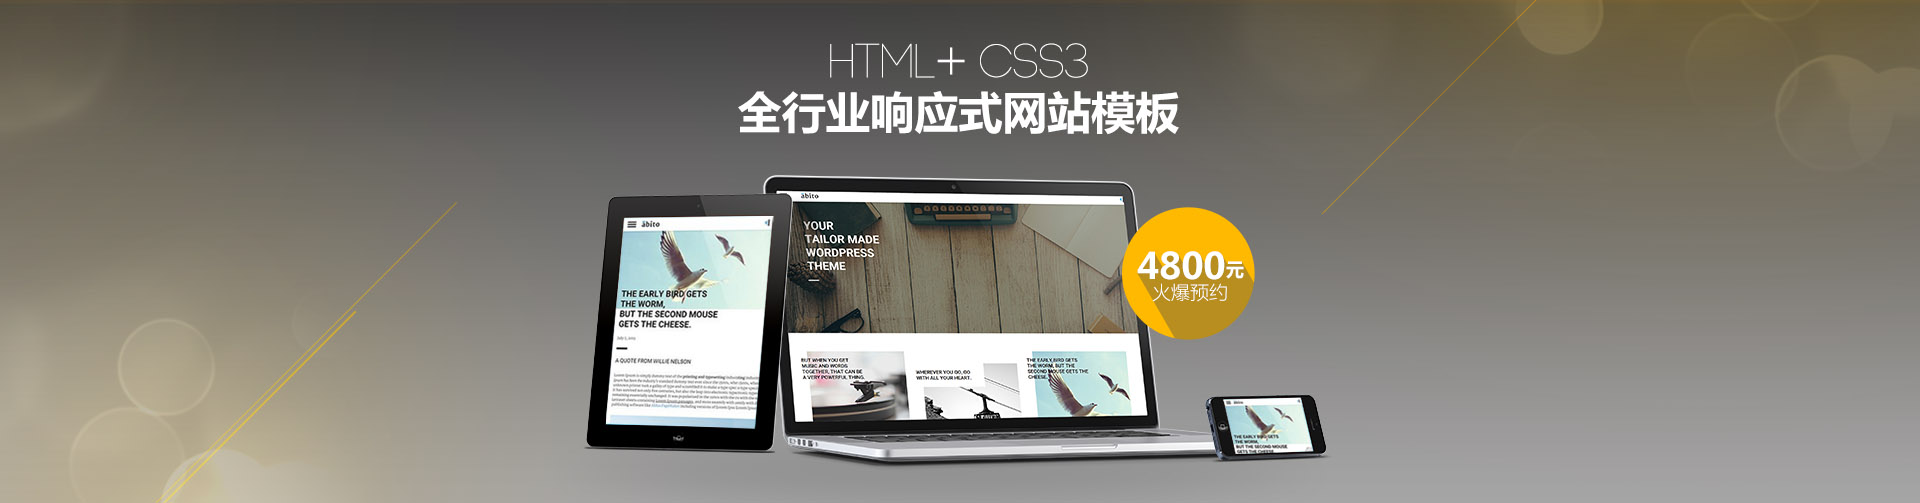 HTML+ CSS3
全行业响应式网站模板
äbito
THE EARLY BIRD GETS
THE WORM,
BUT THE SECOND MOUSE
GETS THE CHEESE.
A QUOTE FROM WILLIE NELSON
äbito
YOUR
TAILOR MADE
WORDPRESS
THEME
BUT WHEN YOU GET
MUSIC AND WORDS
TOGETHER, THAT CAN BE
A VERY POWERFUL THING.
WHEREVER YOU GO, GO
WITH ALL YOUR HEART.
THE EARLY BIRD GETS
THE WORM, BUT THE
SECOND MOUSE GETS
THE CHEESE.
4800元
火爆预约
THE EARLY BIRD GETS
THE WORM,
BUT THE SECOND MOUSE
GETS THE CHEESE.